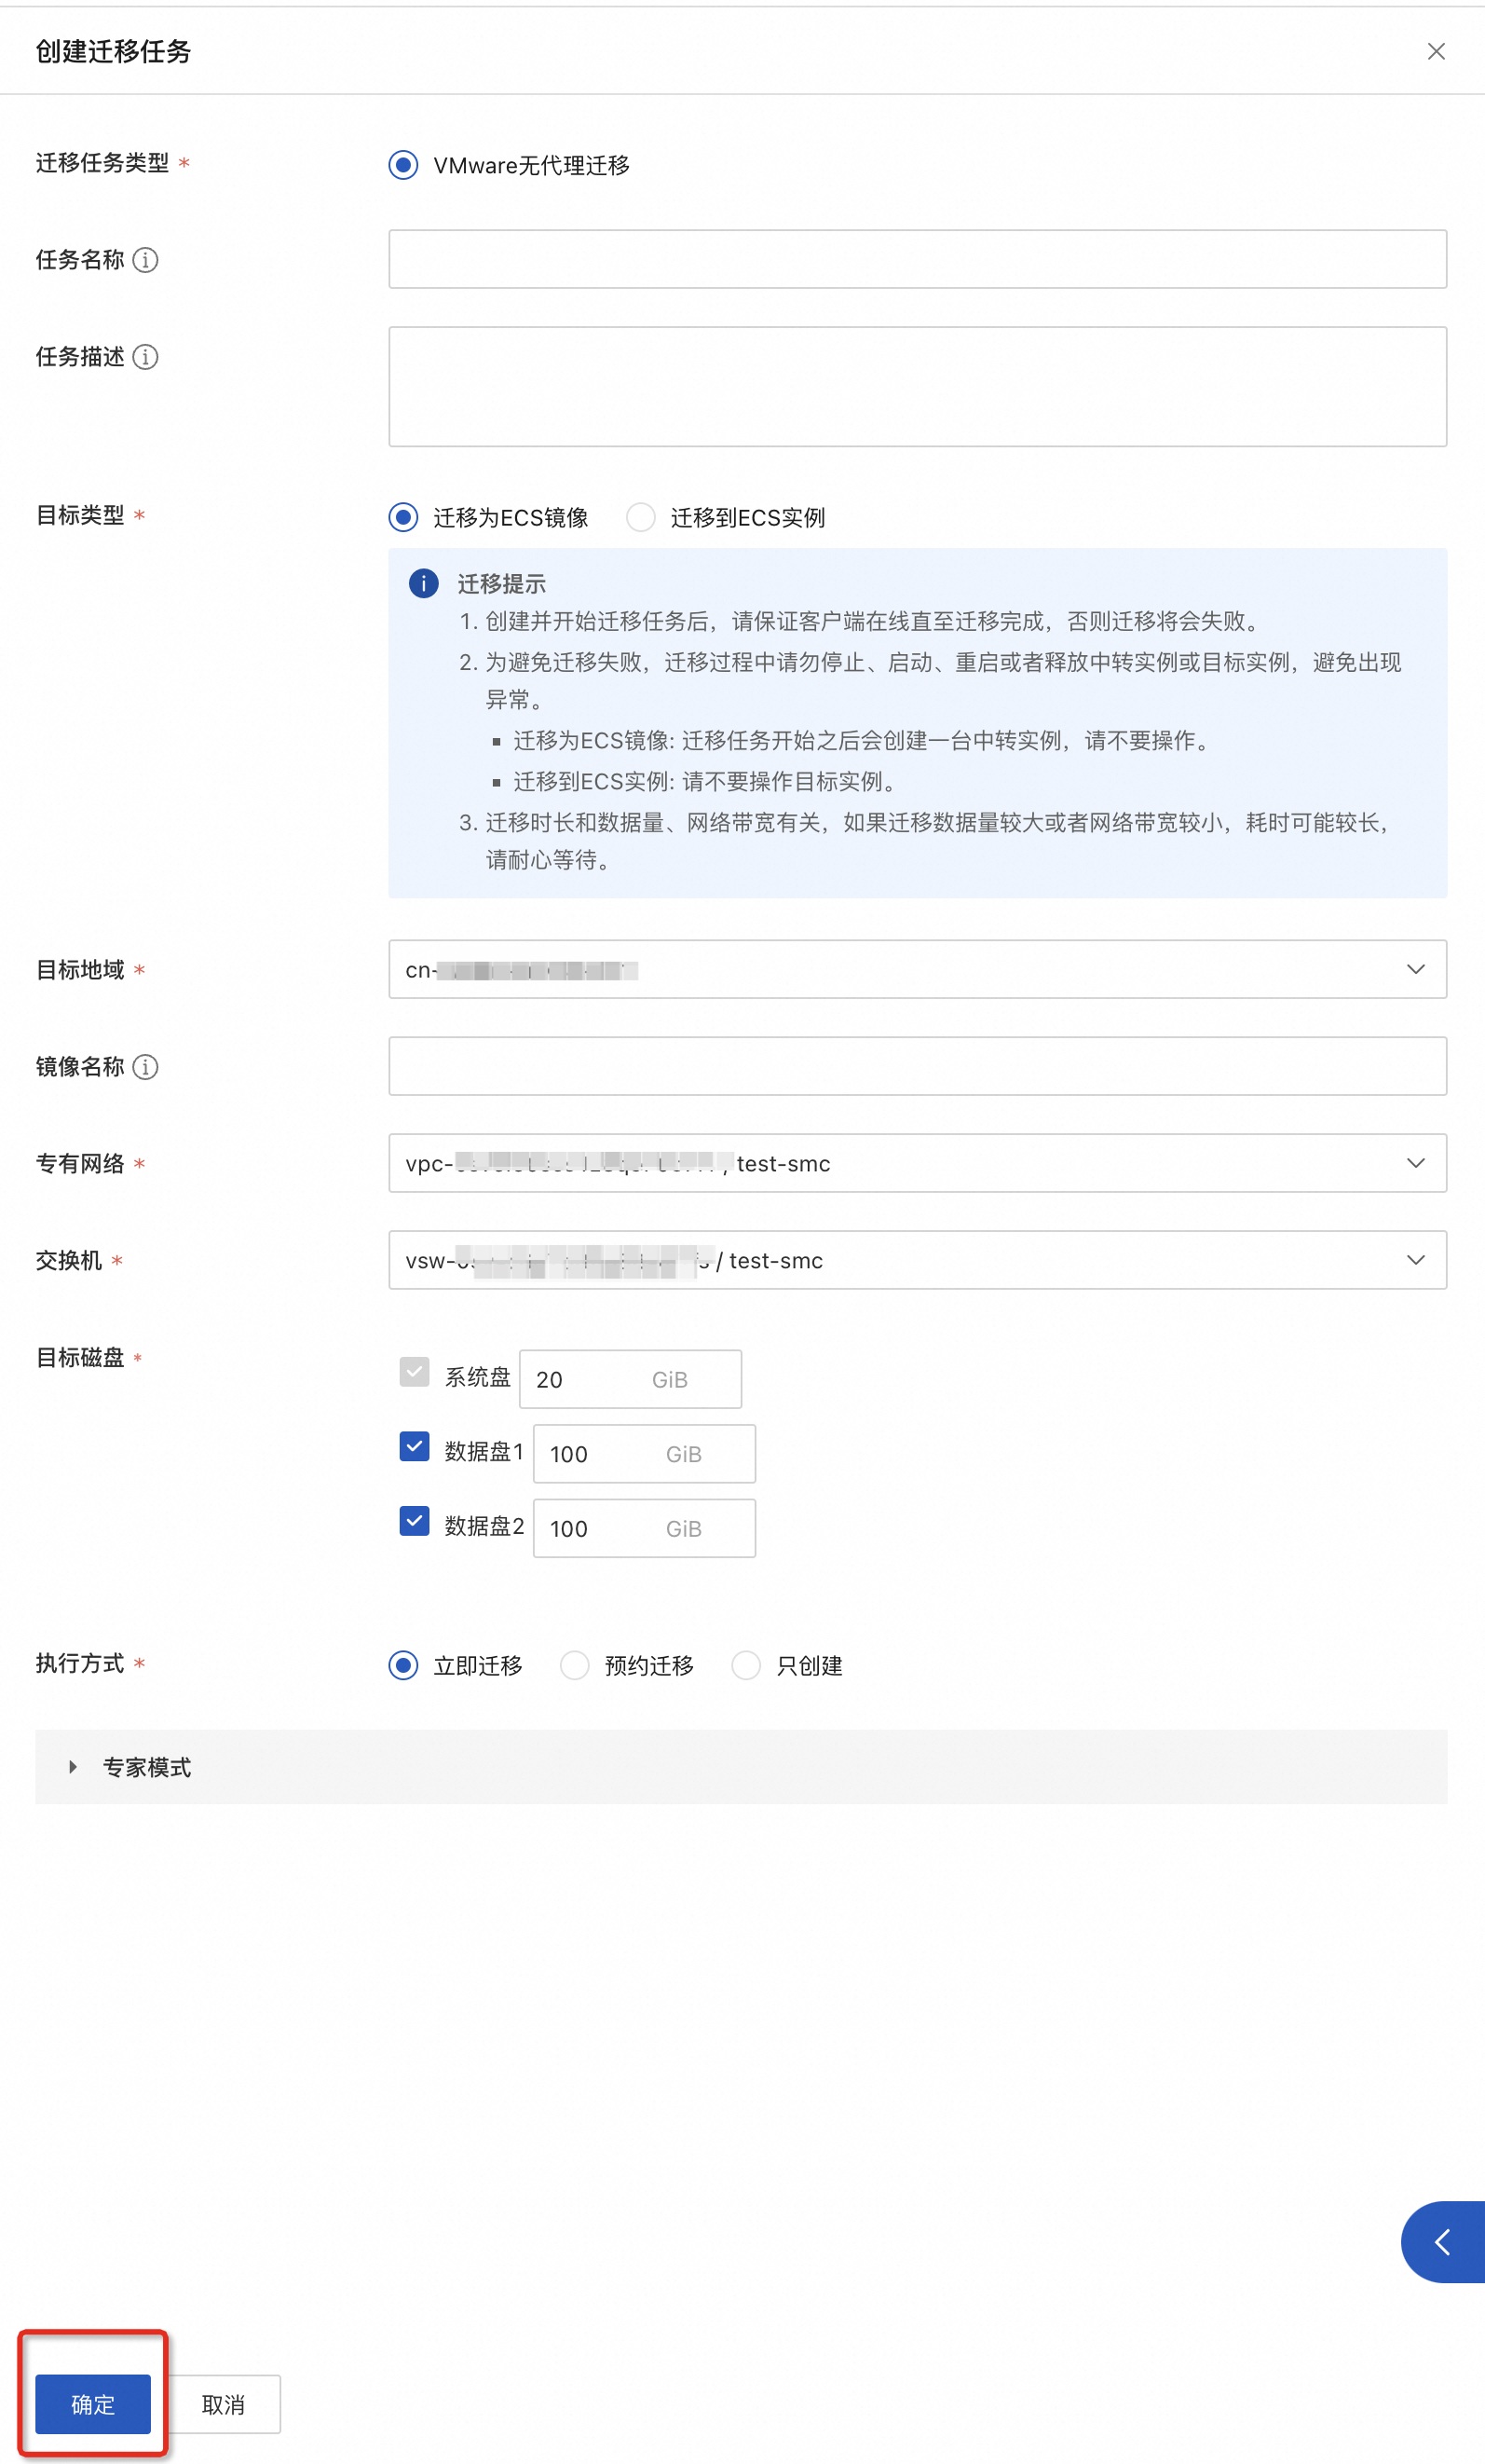 创建迁移任务
迁移任务类型 *
VMware无代理迁移
任务名称
任务描述
目标类型 *
迁移为ECS镜像 迁移到ECS实例
迁移提示
1. 创建并开始迁移任务后，请保证客户端在线直至迁移完成，否则迁移将会失败。
2. 为避免迁移失败，迁移过程中请勿停止、启动、重启或者释放中转实例或目标实例，避免出现
异常。
▪ 迁移为ECS镜像: 迁移任务开始之后会创建一台中转实例，请不要操作。
▪ 迁移到ECS实例: 请不要操作目标实例。
3. 迁移时长和数据量、网络带宽有关，如果迁移数据量较大或者网络带宽较小，耗时可能较长，
请耐心等待。
目标地域 *
cn-
镜像名称
专有网络 *
vpc- / test-smc
交换机 *
vsw- / test-smc
目标磁盘 *
系统盘 20 GiB
数据盘1 100 GiB
数据盘2 100 GiB
执行方式 *
立即迁移 预约迁移 只创建
专家模式
确定 取消